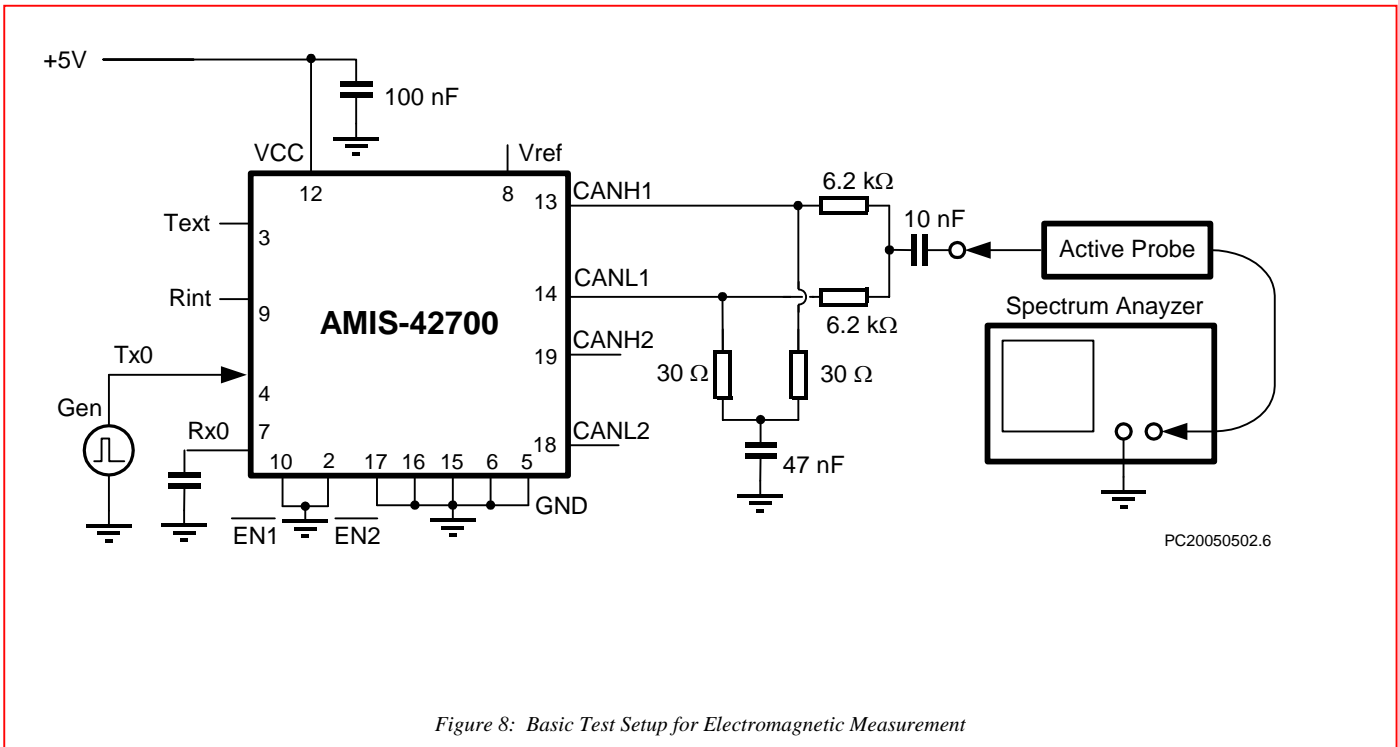 +5V
100 nF
VCC
Vref
12
8
13
CANH1
6.2 kΩ
10 nF
Active Probe
Text
3
Rint
9
AMIS-42700
14
CANL1
6.2 kΩ
Spectrum Anayzer
19
CANH2
Tx0
4
30 Ω
30 Ω
Gen
Rx0
7
18
CANL2
47 nF
10
2
17
16
15
6
5
GND
EN1
EN2
PC20050502.6
Figure 8: Basic Test Setup for Electromagnetic Measurement